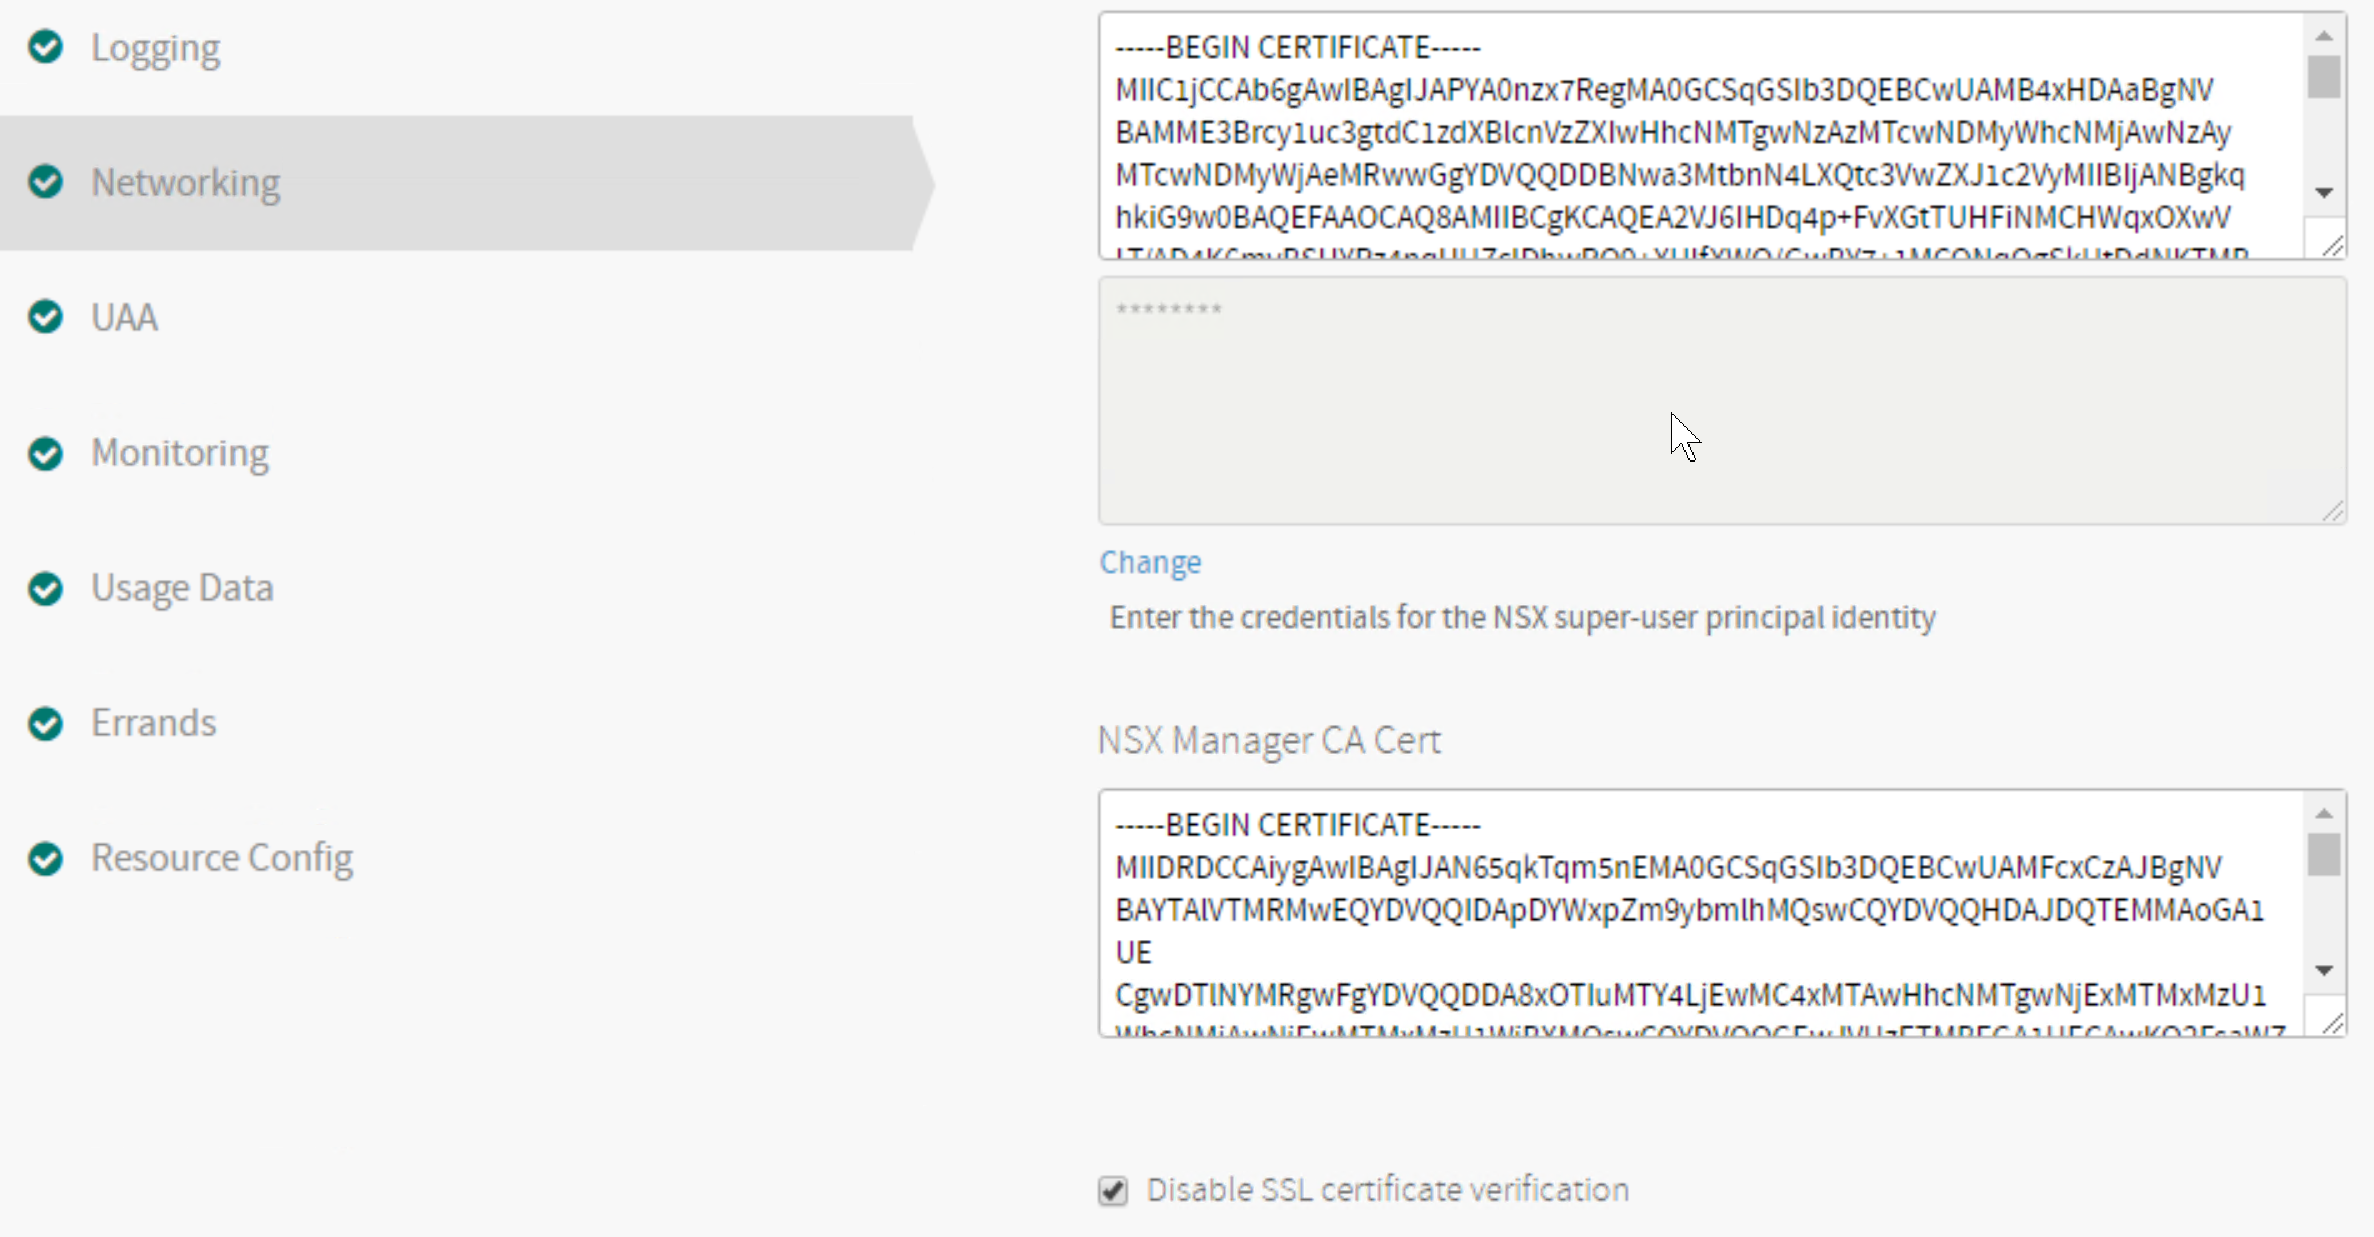 Logging
Networking
UAA
Monitoring
Usage Data
Errands
Resource Config
-----BEGIN CERTIFICATE-----
MIIC1jCCAb6gAwIBAgIJAPYA0nzx7RegMA0GCSqGSIb3DQEBCwUAMB4xHDAaBgNV
BAMME3Brcy1uc3gtdC1zdXBlcnVzZXIwHhcNMTgwNzAzMTcwNDMyWhcNMjAwNzAy
MTcwNDMyWjAeMRwwGgYDVQQDDBNwa3MtbnN4LXQtc3VwZXJ1c2VyMIIBIjANBgkq
hkiG9w0BAQEFAAOCAQ8AMIIBCgKCAQEA2VJ6IHDq4p+FvXGtTUHFiNMCHWqxOXwV
********
Change
Enter the credentials for the NSX super-user principal identity
NSX Manager CA Cert
-----BEGIN CERTIFICATE-----
MIIDRDCCAiygAwIBAgIJAN65qkTqm5nEMA0GCSqGSIb3DQEBCwUAMFcxCzAJBgNV
BAYTAlVTMRMwEQYDVQQIDApDYWxpZm9ybmlhMQswCQYDVQQHDAJDQTEMMAoGA1
UE
CgwDTlNYMRgwFgYDVQQDDA8xOTIuMTY4LjEwMC4xMTAwHhcNMTgwNjExMTMxMzU1
Disable SSL certificate verification